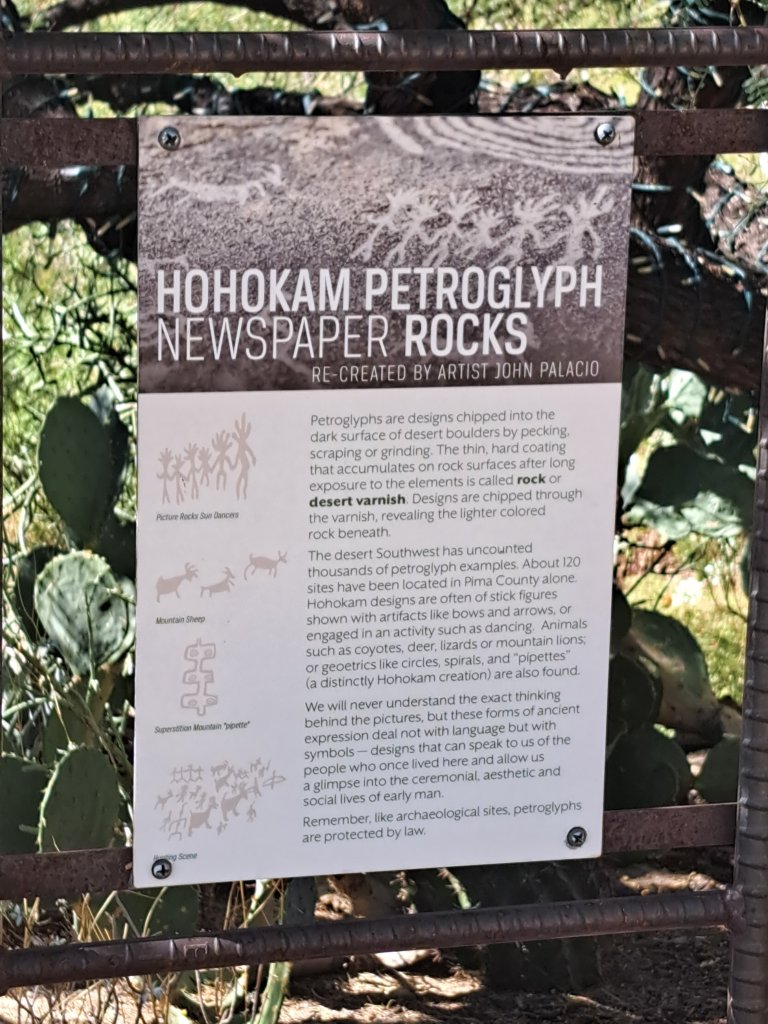 HOHOKAM PETROGLYPH
NEWSPAPER ROCKS
RE-CREATED BY ARTIST JOHN PALACIO
Petroglyphs are designs chipped into the
dark surface of desert boulders by pecking,
scraping or grinding. The thin, hard coating
that accumulates on rock surfaces after long
exposure to the elements is called rock or
desert varnish. Designs are chipped through
the varnish, revealing the lighter colored
rock beneath.
The desert Southwest has uncounted
thousands of petroglyph examples. About 120
sites have been located in Pima County alone.
Hohokam designs are often of stick figures
shown with artifacts like bows and arrows, or
engaged in an activity such as dancing. Animals
such as coyotes, deer, lizards or mountain lions;
or geoetrics like circles, spirals, and "pipettes"
(a distinctly Hohokam creation) are also found.
We will never understand the exact thinking
behind the pictures, but these forms of ancient
expression deal not with language but with
symbols — designs that can speak to us of the
people who once lived here and allow us
a glimpse into the ceremonial, aesthetic and
social lives of early man.
Remember, like archaeological sites, petroglyphs
are protected by law.
Picture Rocks Sun Dancers
Mountain Sheep
Superstition Mountain "pipette"
Hunting Scene